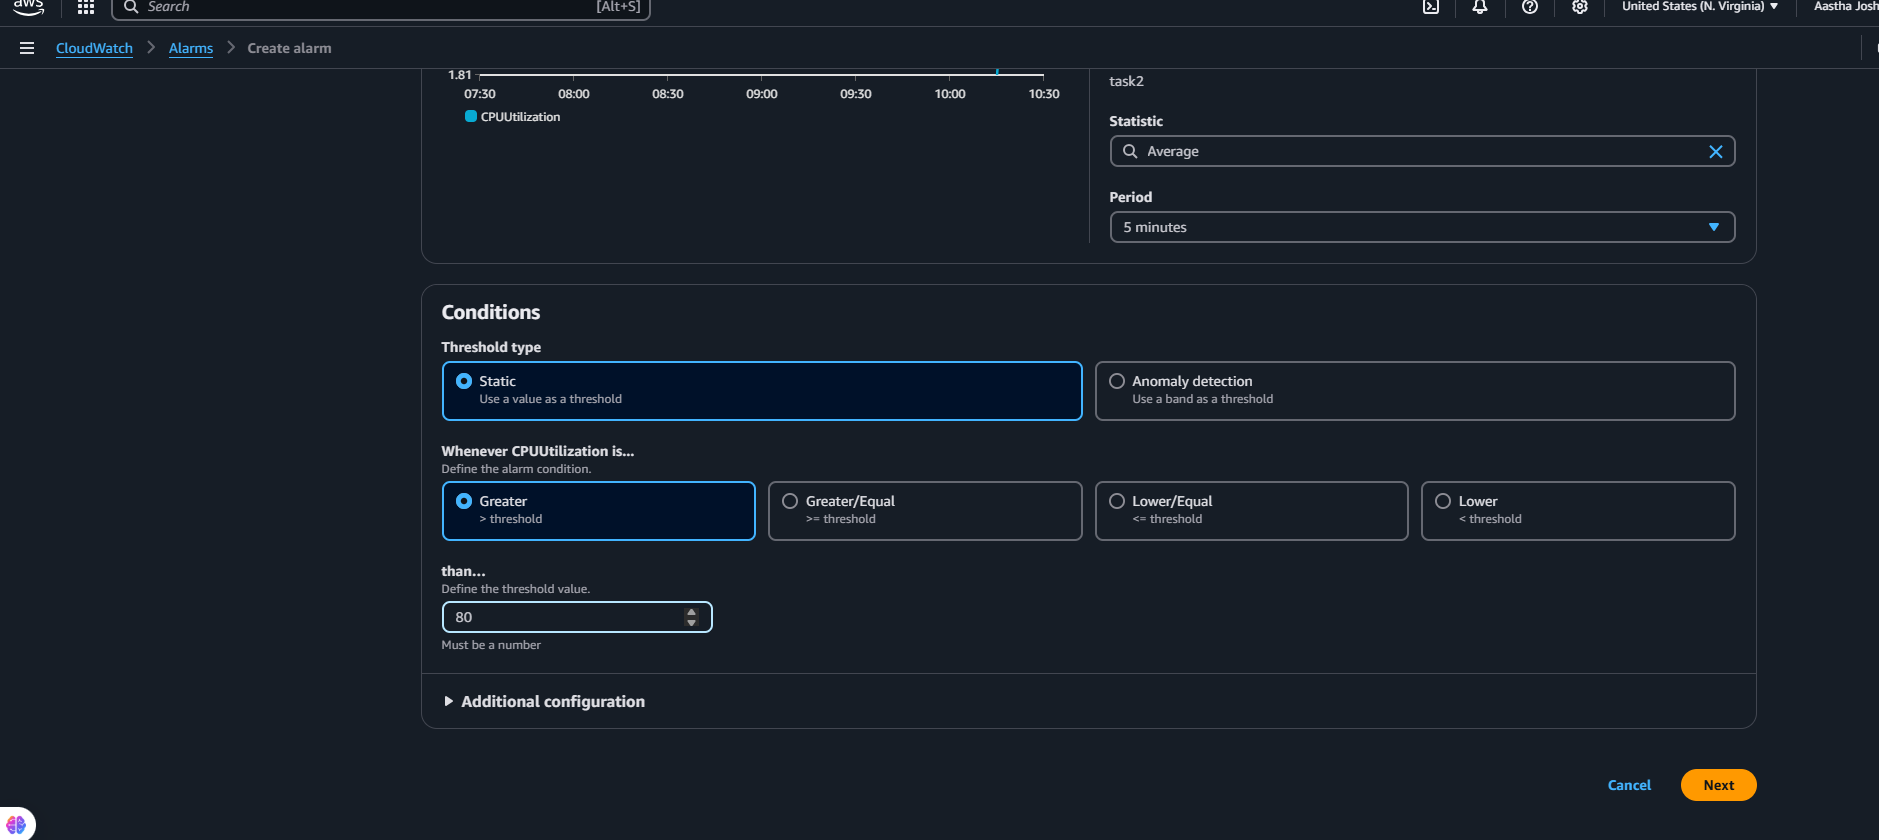 aws
Search
[Alt+S]
United States (N. Virginia)
Aastha Josh
CloudWatch
Alarms
Create alarm
1.81
07:30 08:00 08:30 09:00 09:30 10:00 10:30
CPUUtilization
task2
Statistic
Average
Period
5 minutes
Conditions
Threshold type
Static
Use a value as a threshold
Anomaly detection
Use a band as a threshold
Whenever CPUUtilization is...
Define the alarm condition.
Greater
> threshold
Greater/Equal
>= threshold
Lower/Equal
<= threshold
Lower
< threshold
than...
Define the threshold value.
80
Must be a number
Additional configuration
Cancel
Next